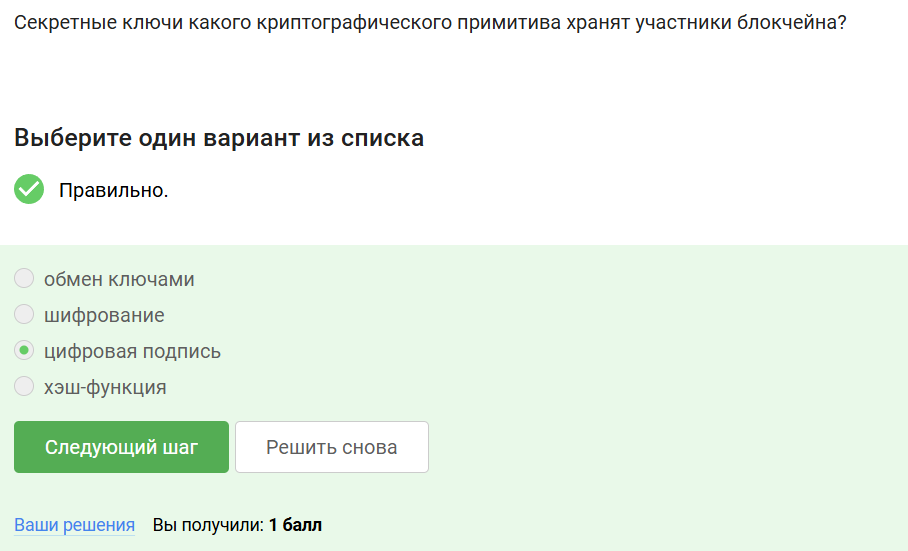 Секретные ключи какого криптографического примитива хранят участники блокчейна?
Выберите один вариант из списка
Правильно.
обмен ключами
шифрование
цифровая подпись
хэш-функция
Следующий шаг Решить снова
Ваши решения Вы получили: 1 балл